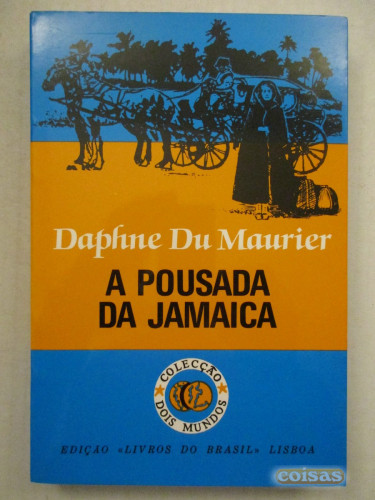 Daphne Du Maurier
A POUSADA
DA JAMAICA
COLECÇÃO
DOIS MUNDOS
EDIÇÃO «LIVROS DO BRASIL» LISBOA
coisas